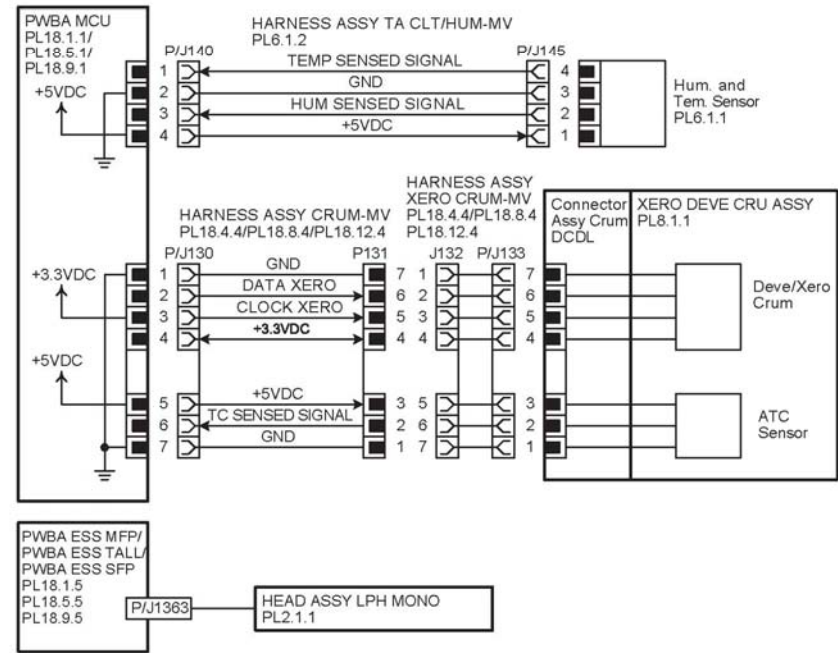 PWBA MCU
PL18.1.1/
PL18.5.1/
PL18.9.1
+5VDC
HARNESS ASSY TA CLT/HUM-MV
PL6.1.2
P/J140
P/J145
1 TEMP SENSED SIGNAL 4
2 GND 3
3 HUM SENSED SIGNAL 2
4 +5VDC 1
Hum. and
Tem. Sensor
PL6.1.1
HARNESS ASSY CRUM-MV
PL18.4.4/PL18.8.4/PL18.12.4
HARNESS ASSY
XERO CRUM-MV
PL18.4.4/PL18.8.4
PL18.12.4
Connector
Assy Crum
DCDL
XERO DEVE CRU ASSY
PL8.1.1
P/J130 P131 J132 P/J133
+3.3VDC
1 GND 7 1 7
2 DATA XERO 6 2 6
3 CLOCK XERO 5 3 5
4 +3.3VDC 4 4 4
Deve/Xero
Crum
+5VDC
5 +5VDC 3 5 3
6 TC SENSED SIGNAL 2 6 2
7 GND 1 7 1
ATC
Sensor
PWBA ESS MFP/
PWBA ESS TALL/
PWBA ESS SFP
PL18.1.5
PL18.5.5
PL18.9.5
P/J1363
HEAD ASSY LPH MONO
PL2.1.1